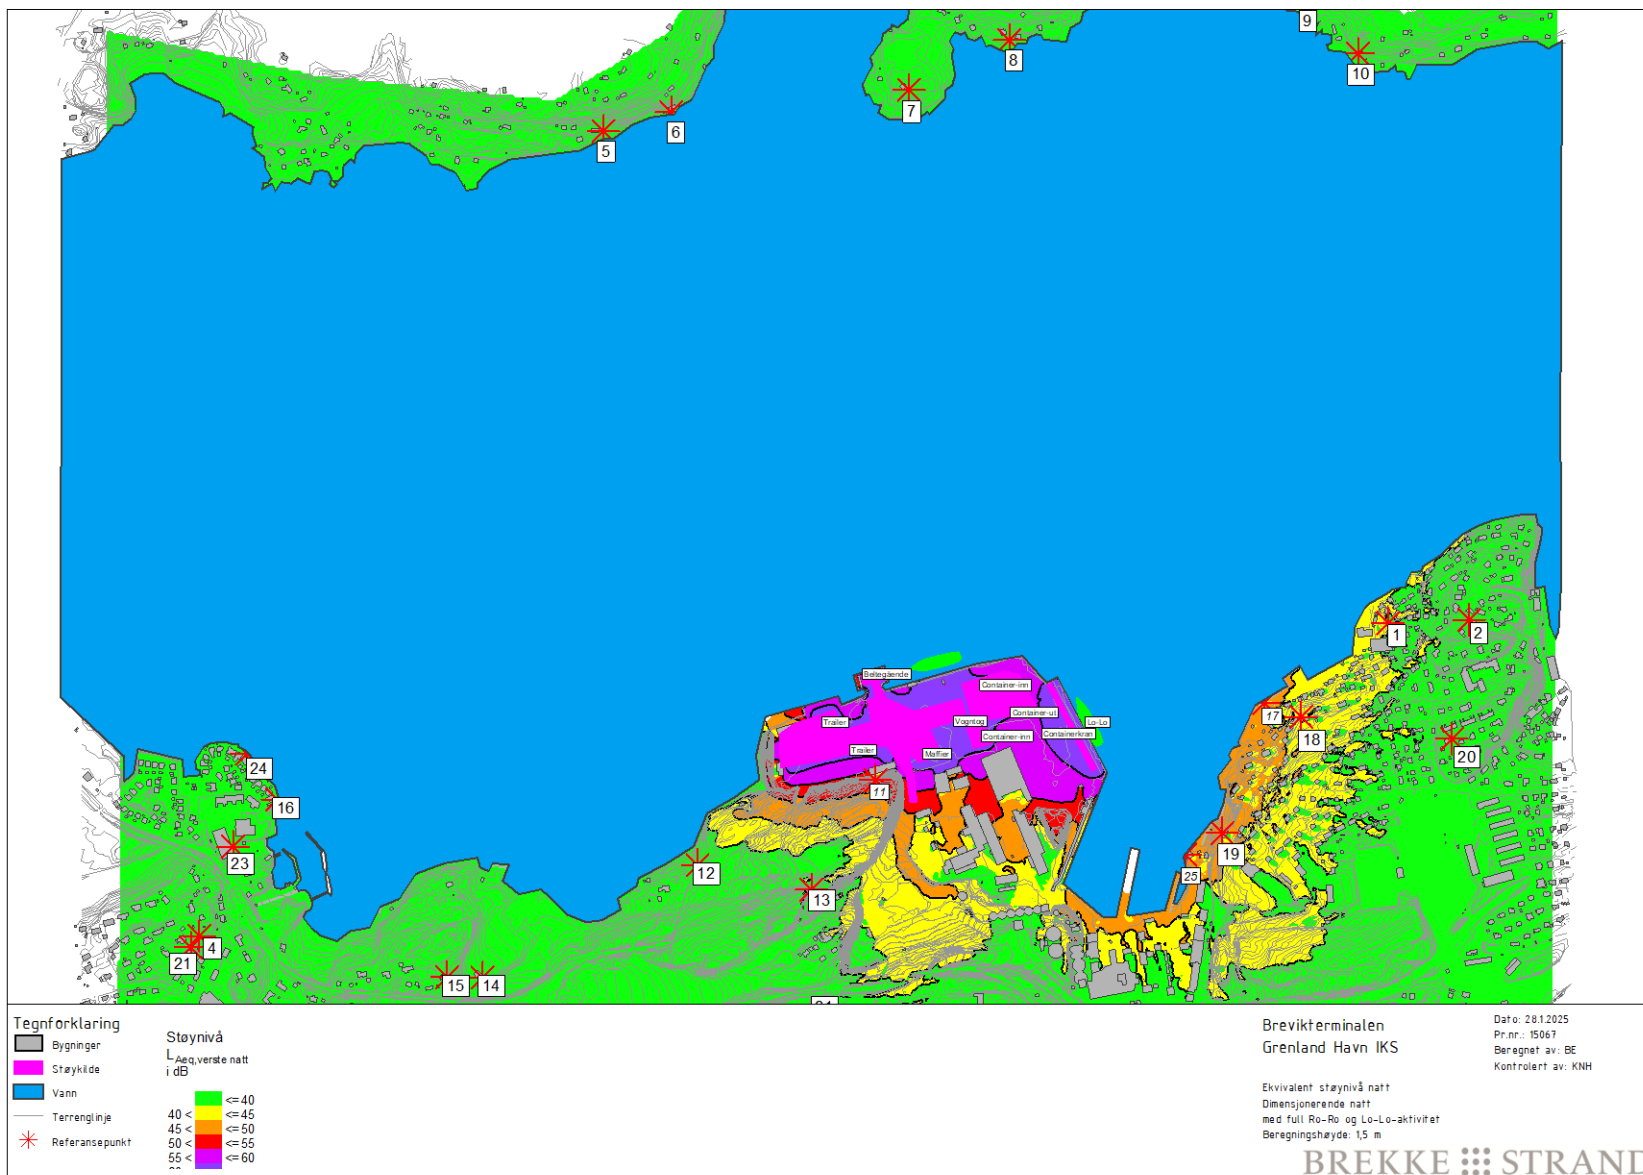 9
8
10
7
6
5
1
2
17
18
20
Beltegående
Container-inn
Trailer
Vogntog
Container-ut
Lo-Lo
Container-inn
Containerkran
Trailer
Maffier
11
24
16
23
12
13
19
25
4
21
15
14
Tegnforklaring
Bygninger
Støykilde
Vann
Terrenglinje
Referansepunkt
Støynivå
LAeq,verste natt
i dB
<= 40
40 < <= 45
45 < <= 50
50 < <= 55
55 < <= 60
Brevikterminalen
Grenland Havn IKS
Ekvivalent støynivå natt
Dimensjonerende natt
med full Ro-Ro og Lo-Lo-aktivitet
Beregningshøyde: 1,5 m
Dato: 28.1.2025
Pr.nr.: 15067
Beregnet av: BE
Kontrolert av: KNH
BREKKE STRAND